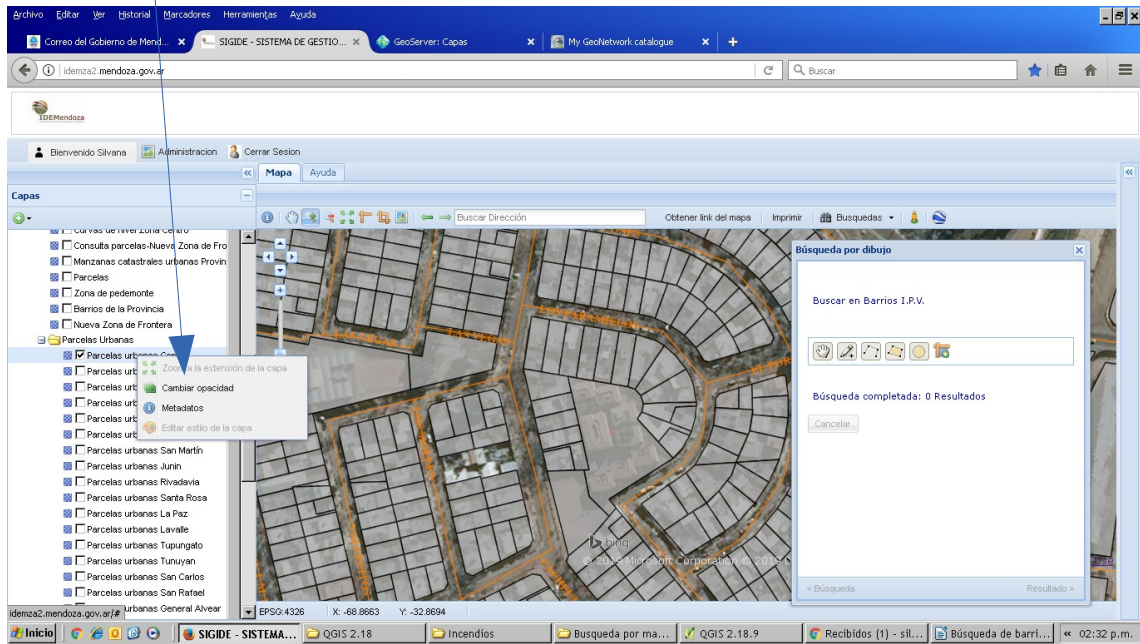 Archivo Editar Ver Historial Marcadores Herramientas Ayuda
Correo del Gobierno de Mend... SIGIDE - SISTEMA DE GESTIO... GeoServer: Capas My GeoNetwork catalogue
idemza2.mendoza.gov.ar Buscar
IDEMendoza
Bienvenido Silvana Administracion Cerrar Sesion
Mapa Ayuda
Capas
Buscar Dirección Obtener link del mapa Imprimir Busquedas
Curvas de nivel Zona Centro
Consulta parcelas-Nueva Zona de Fro
Manzanas catastrales urbanas Provin
Parcelas
Zona de pedemonte
Barrios de la Provincia
Nueva Zona de Frontera
Parcelas Urbanas
Parcelas urbanas
Parcelas urb
Parcelas urb
Parcelas urb
Parcelas urb
Parcelas urb
Parcelas urbanas San Martín
Parcelas urbanas Junin
Parcelas urbanas Rivadavia
Parcelas urbanas Santa Rosa
Parcelas urbanas La Paz
Parcelas urbanas Lavalle
Parcelas urbanas Tupungato
Parcelas urbanas Tunuyan
Parcelas urbanas San Carlos
Parcelas urbanas San Rafael
urbanas General Alvear
Zoom a la extensión de la capa
Cambiar opacidad
Metadatos
Editar estilo de la capa
Búsqueda por dibujo
Buscar en Barrios I.P.V.
Búsqueda completada: 0 Resultados
Cancelar
« Búsqueda Resultado »
bing
Microsoft Corporation
idemza2.mendoza.gov.ar/#
EPSG:4326 X: -68.8663 Y: -32.8694
Inicio SIGIDE - SISTEMA... QGIS 2.18 Incendios Busqueda por ma... QGIS 2.18.9 Recibidos (1) - sil... Búsqueda de barri... « 02:32 p.m.